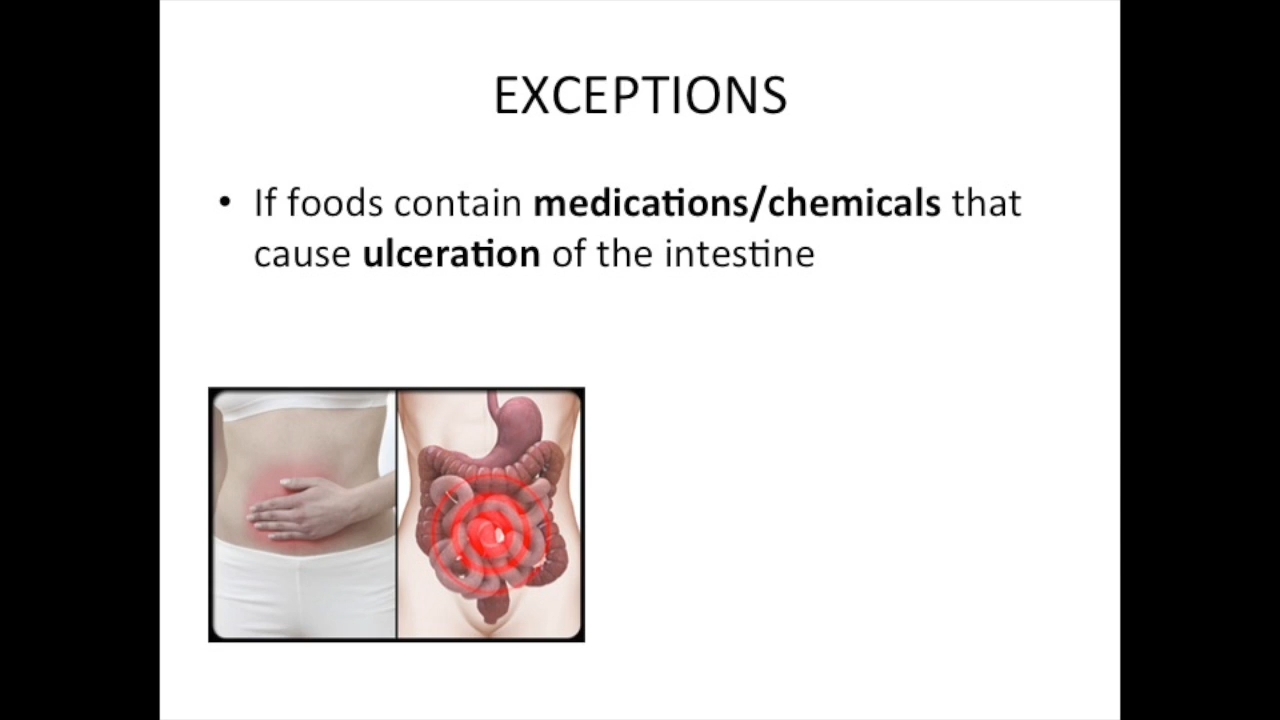 EXCEPTIONS
• If foods contain medications/chemicals that
cause ulceration of the intestine